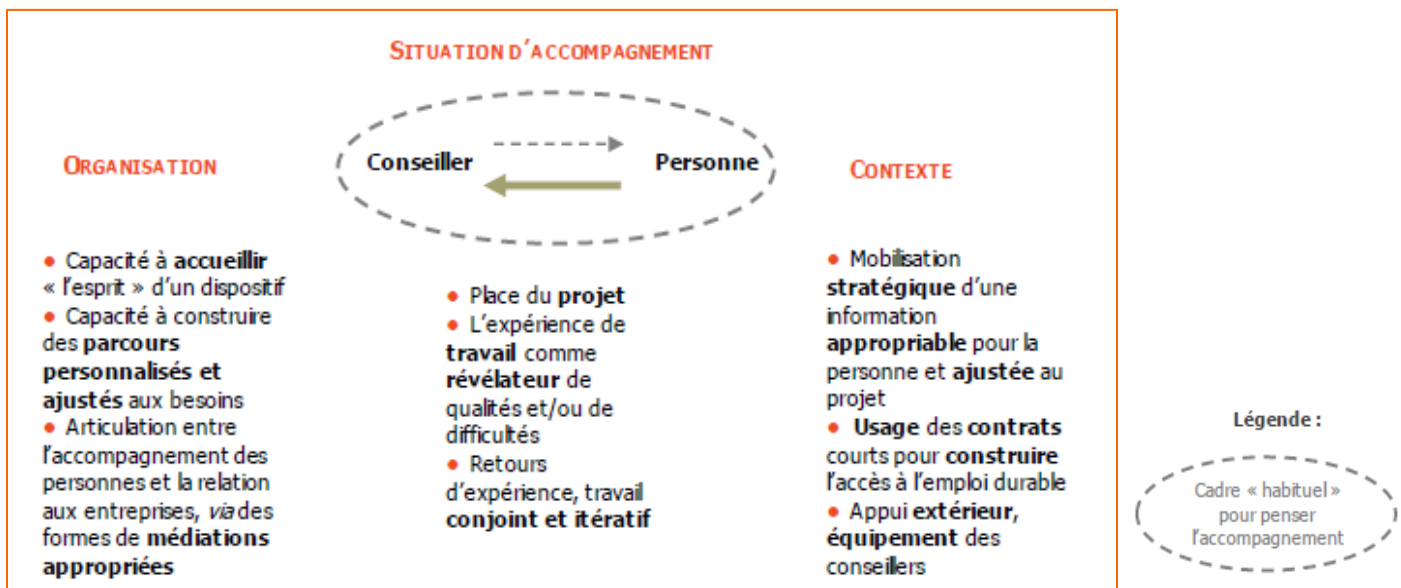 SITUATION D'ACCOMPAGNEMENT
Conseiller
Personne
ORGANISATION
• Capacité à accueillir
« l'esprit » d'un dispositif
• Capacité à construire
des parcours
personnalisés et
ajustés aux besoins
• Articulation entre
l'accompagnement des
personnes et la relation
aux entreprises, via des
formes de médiations
appropriées
• Place du projet
• L'expérience de
travail comme
révélateur de
qualités et/ou de
difficultés
• Retours
d'expérience, travail
conjoint et itératif
CONTEXTE
• Mobilisation
stratégique d'une
information
appropriable pour la
personne et ajustée au
projet
• Usage des contrats
courts pour construire
l'accès à l'emploi durable
• Appui extérieur,
équipement des
conseillers
Légende :
Cadre « habituel »
pour penser
l'accompagnement